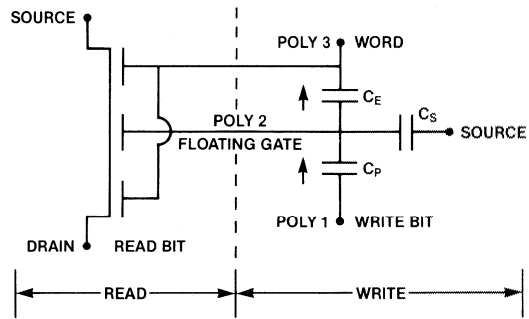 SOURCE
POLY 3
WORD
C_E
C_S
POLY 2
FLOATING GATE
SOURCE
C_P
POLY 1
WRITE BIT
DRAIN
READ BIT
READ
WRITE